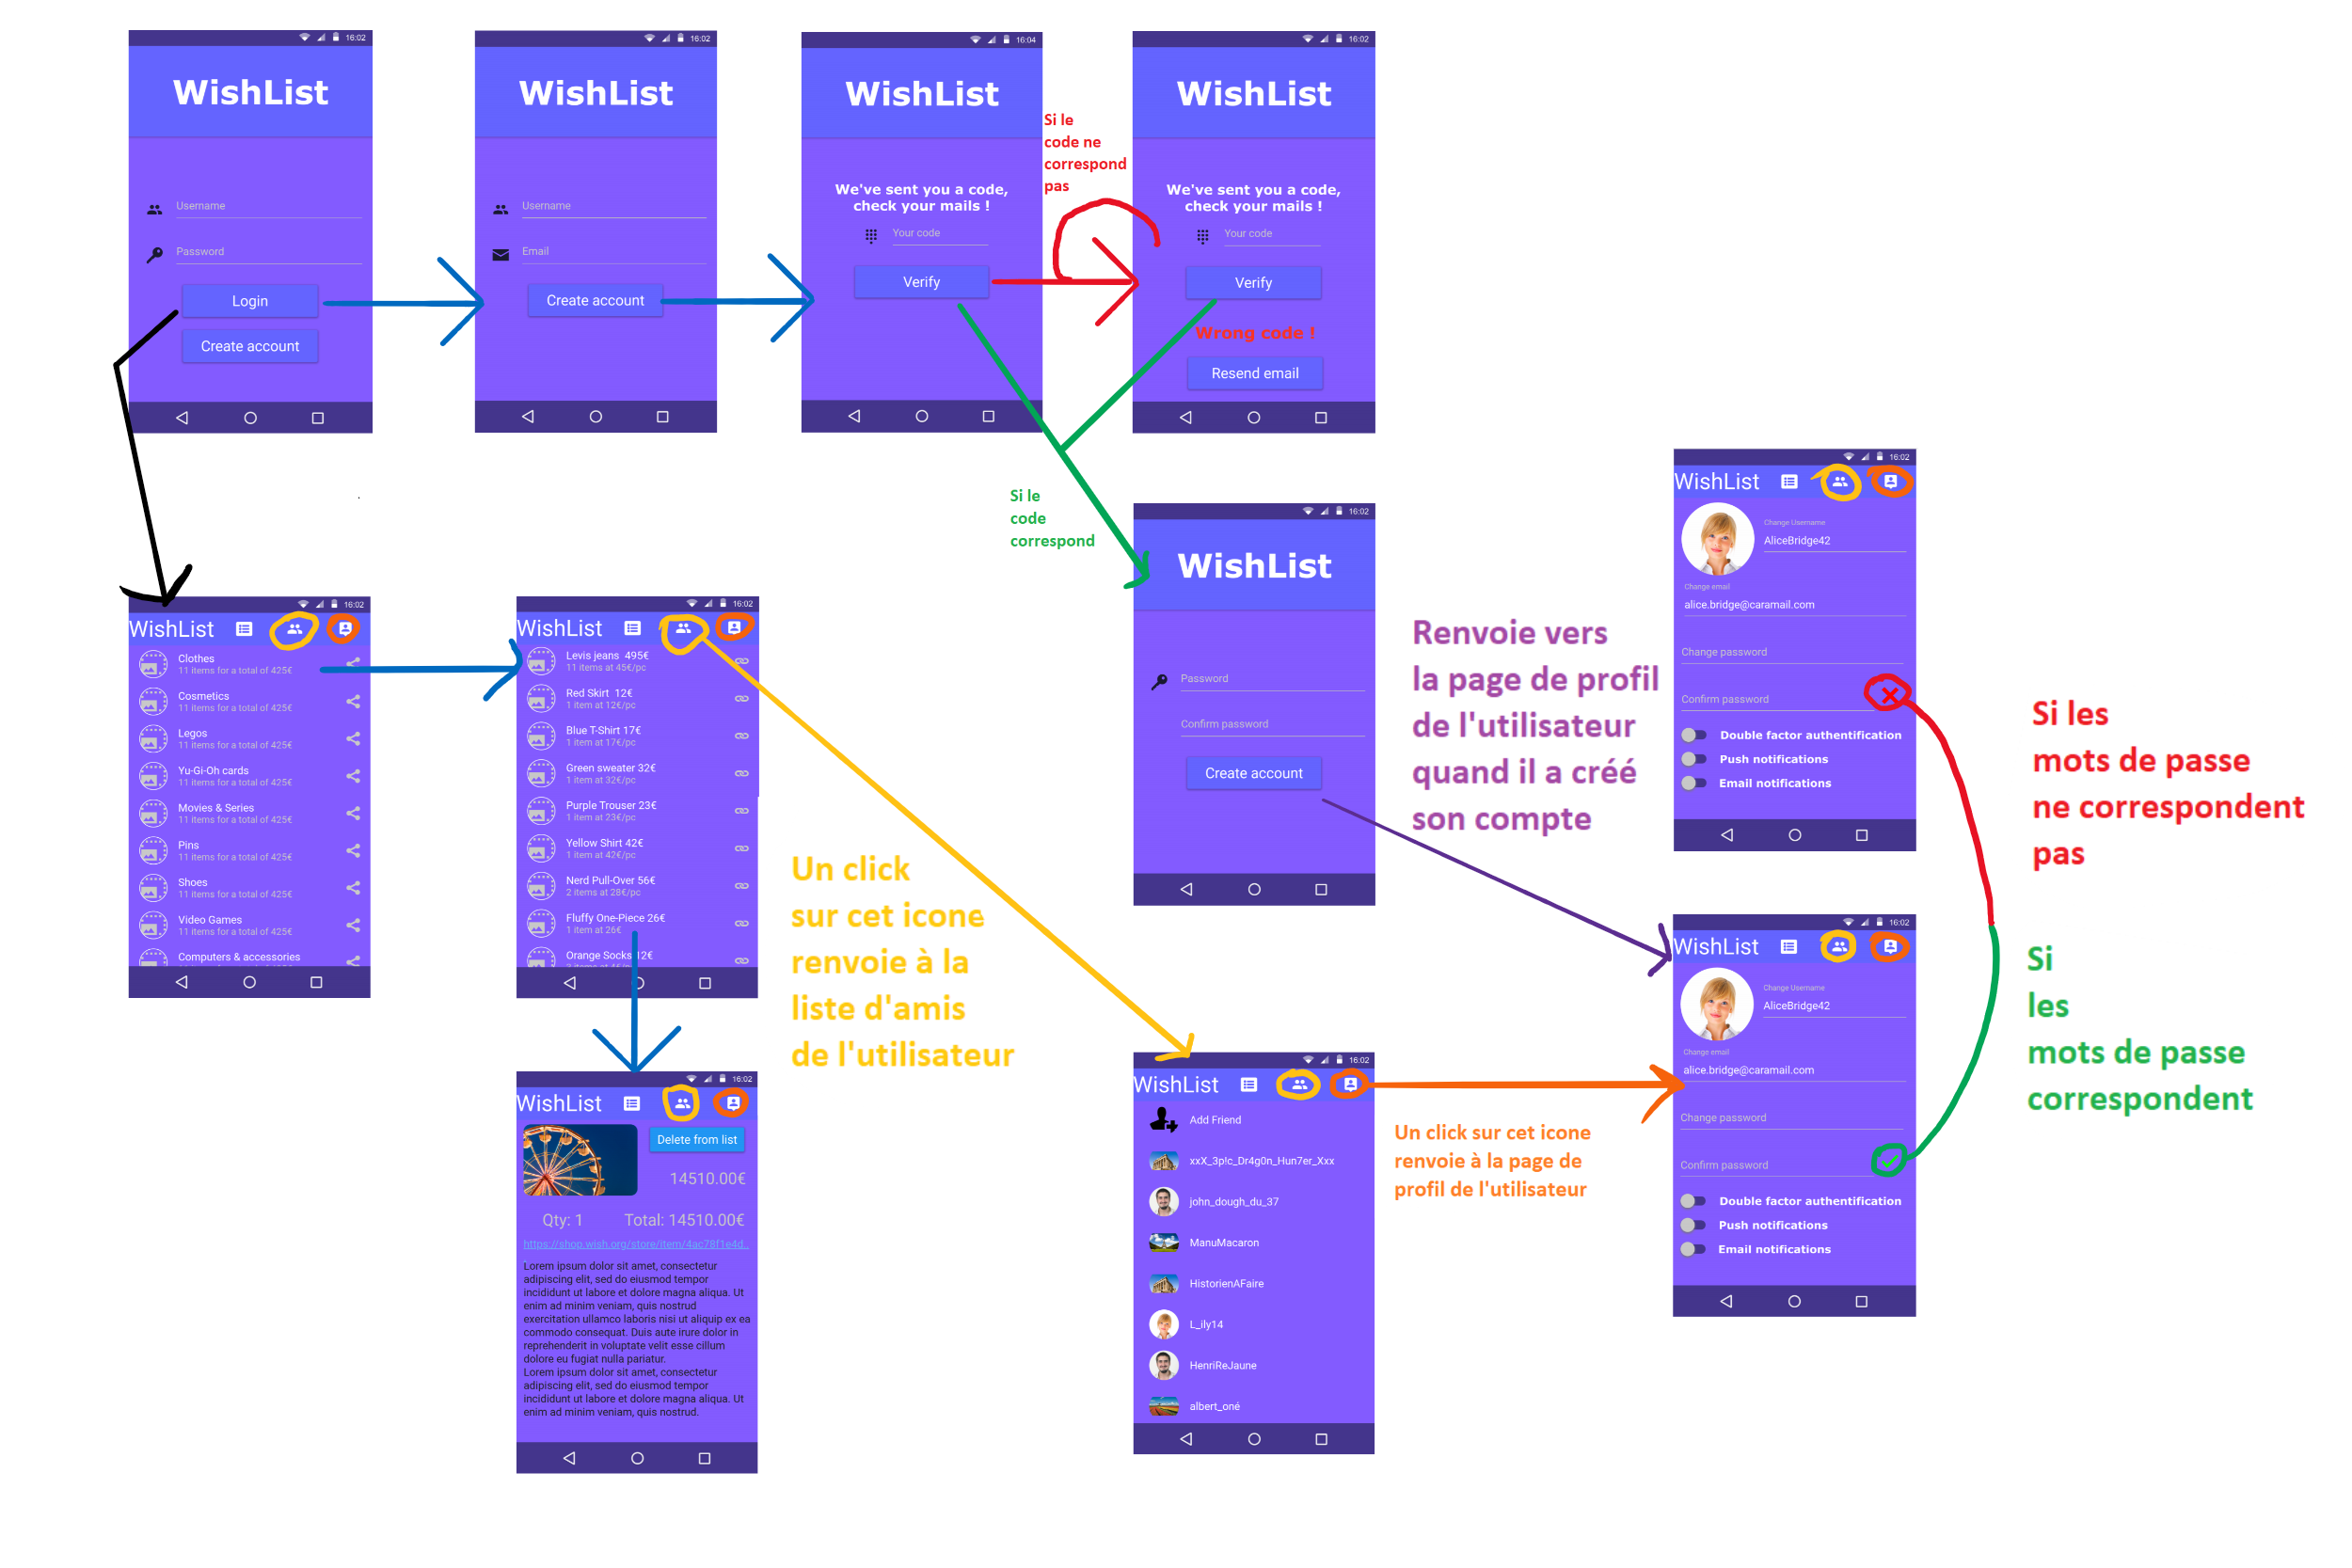 16:02
WishList
Username
Password
Login
Create account
16:02
WishList
Username
Email
Create account
16:04
WishList
We've sent you a code,
check your mails !
Your code
Verify
Si le
code ne
correspond
pas
16:02
WishList
We've sent you a code,
check your mails !
Your code
Verify
Wrong code !
Resend email
Si le
code
correspond
16:02
WishList
Password
Confirm password
Create account
Renvoie vers
la page de profil
de l'utilisateur
quand il a créé
son compte
16:02
WishList
Change Username
AliceBridge42
Change email
alice.bridge@caramail.com
Change password
Confirm password
Double factor authentification
Push notifications
Email notifications
Si les
mots de passe
ne correspondent
pas
16:02
WishList
Clothes
11 items for a total of 425€
Cosmetics
11 items for a total of 425€
Legos
11 items for a total of 425€
Yu-Gi-Oh cards
11 items for a total of 425€
Movies & Series
11 items for a total of 425€
Pins
11 items for a total of 425€
Shoes
11 items for a total of 425€
Video Games
11 items for a total of 425€
Computers & accessories
16:02
WishList
Levis jeans 495€
11 items at 45€/pc
Red Skirt 12€
1 item at 12€/pc
Blue T-Shirt 17€
1 item at 17€/pc
Green sweater 32€
1 item at 32€/pc
Purple Trouser 23€
1 item at 23€/pc
Yellow Shirt 42€
1 item at 42€/pc
Nerd Pull-Over 56€
2 items at 28€/pc
Fluffy One-Piece 26€
1 item at 26€
Orange Socks 12€
Un click
sur cet icone
renvoie à la
liste d'amis
de l'utilisateur
16:02
WishList
Delete from list
14510.00€
Qty: 1 Total: 14510.00€
https://shop.wish.org/store/item/4ac78f1e4d..
Lorem ipsum dolor sit amet, consectetur
adipiscing elit, sed do eiusmod tempor
incididunt ut labore et dolore magna aliqua. Ut
enim ad minim veniam, quis nostrud
exercitation ullamco laboris nisi ut aliquip ex ea
commodo consequat. Duis aute irure dolor in
reprehenderit in voluptate velit esse cillum
dolore eu fugiat nulla pariatur.
Lorem ipsum dolor sit amet, consectetur
adipiscing elit, sed do eiusmod tempor
incididunt ut labore et dolore magna aliqua. Ut
enim ad minim veniam, quis nostrud.
16:02
WishList
Add Friend
xxX_3p!c_Dr4g0n_Hun7er_Xxx
john_dough_du_37
ManuMacaron
HistorienAFaire
L_ily14
HenriReJaune
albert_oné
Un click sur cet icone
renvoie à la page de
profil de l'utilisateur
16:02
WishList
Change Username
AliceBridge42
Change email
alice.bridge@caramail.com
Change password
Confirm password
Double factor authentification
Push notifications
Email notifications
Si
les
mots de passe
correspondent